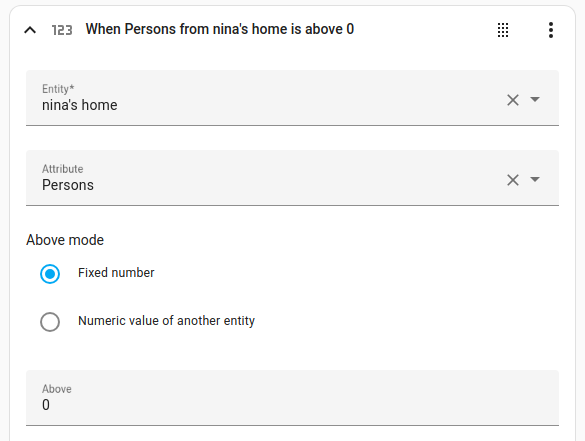 123 When Persons from nina's home is above 0
Entity*
nina's home
Attribute
Persons
Above mode
Fixed number
Numeric value of another entity
Above
0